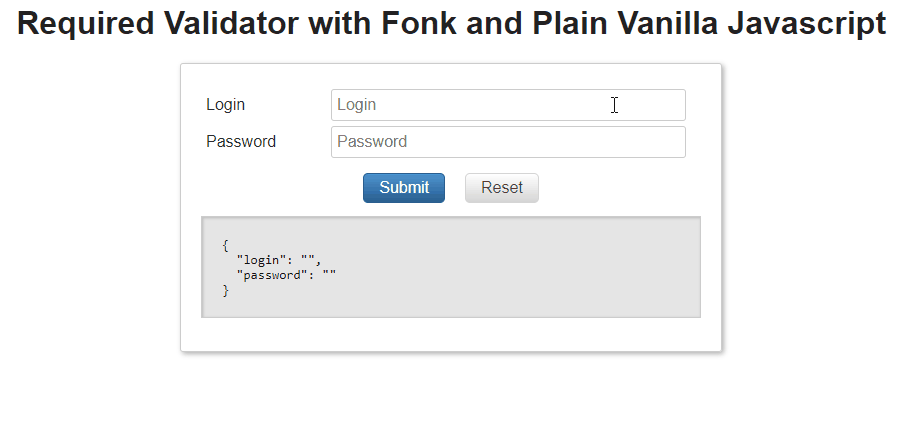 Required Validator with Fonk and Plain Vanilla Javascript
Login Login
Password Password
Submit Reset
{
"login": "",
"password": ""
}